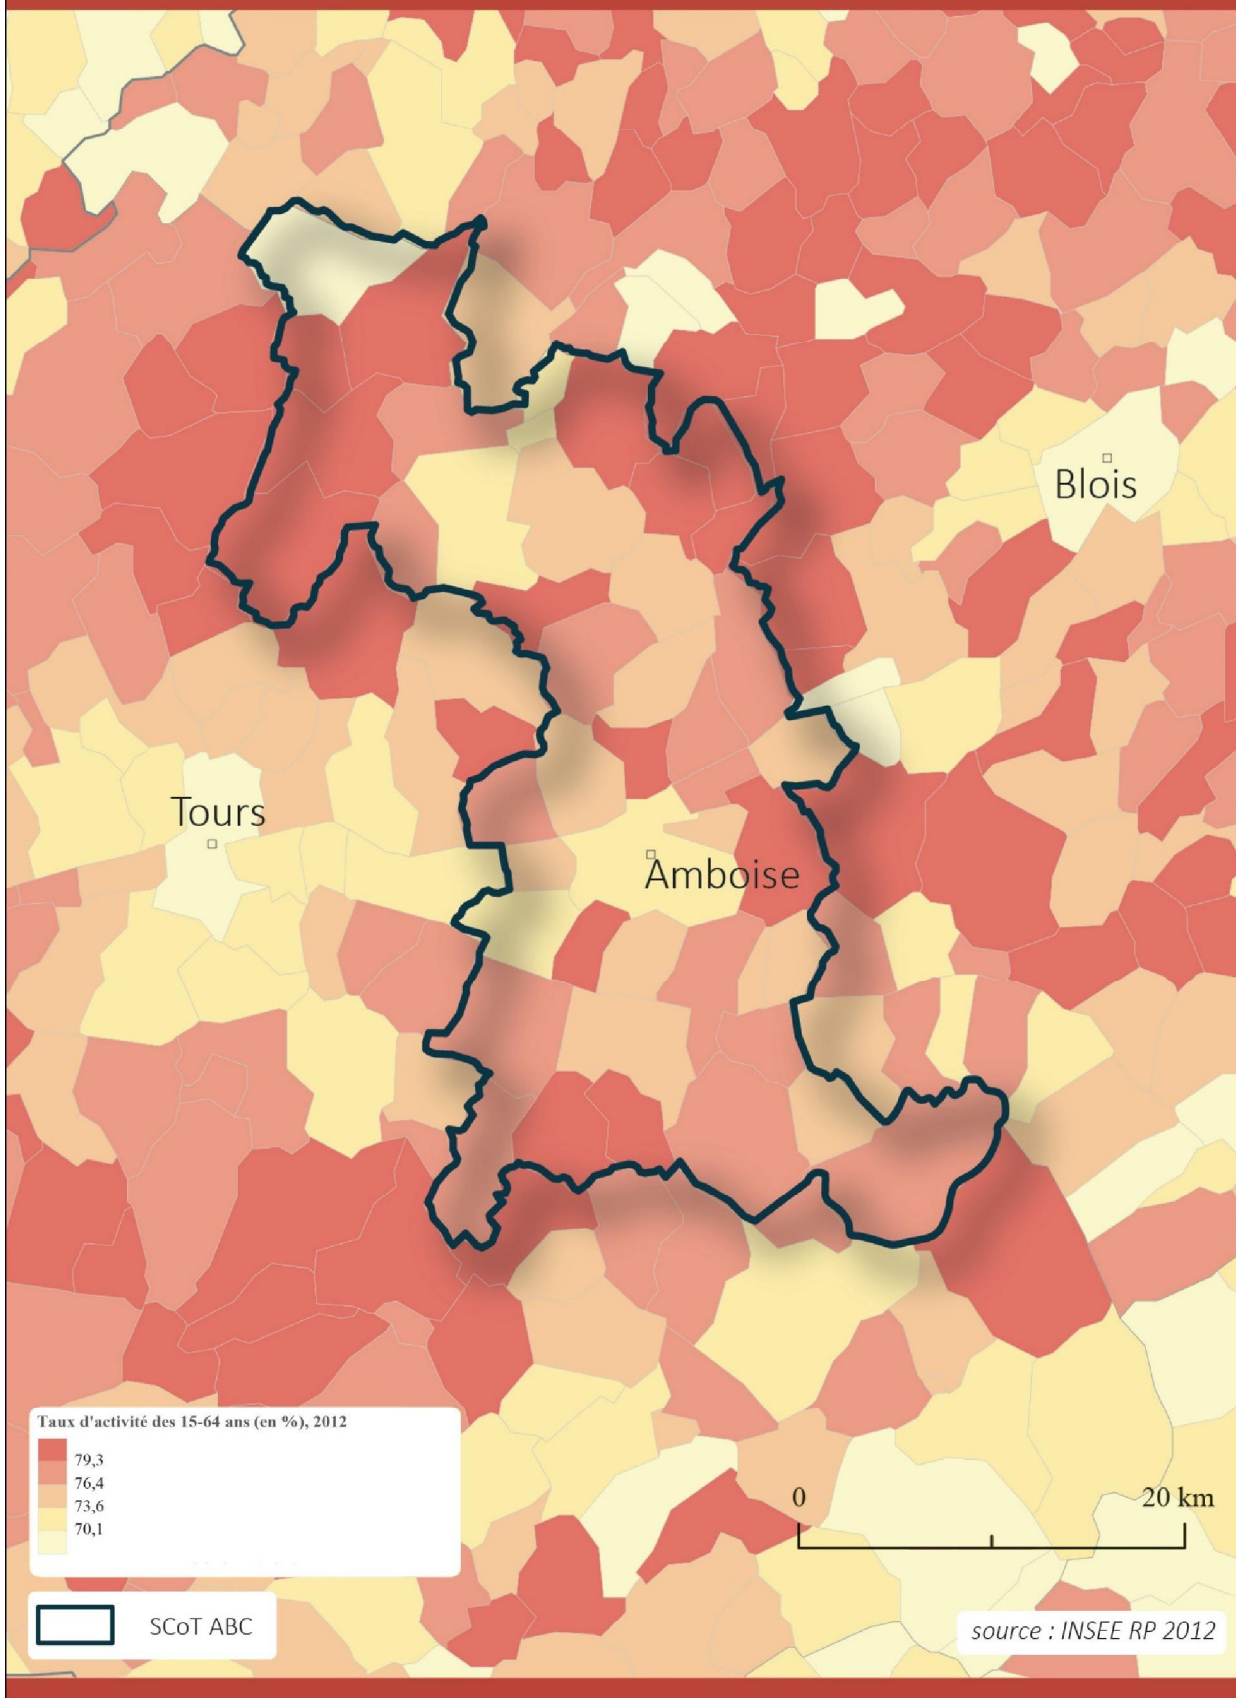 Blois
Tours
Amboise
Taux d'activité des 15-64 ans (en %), 2012
79,3
76,4
73,6
70,1
0 20 km
SCoT ABC
source : INSEE RP 2012